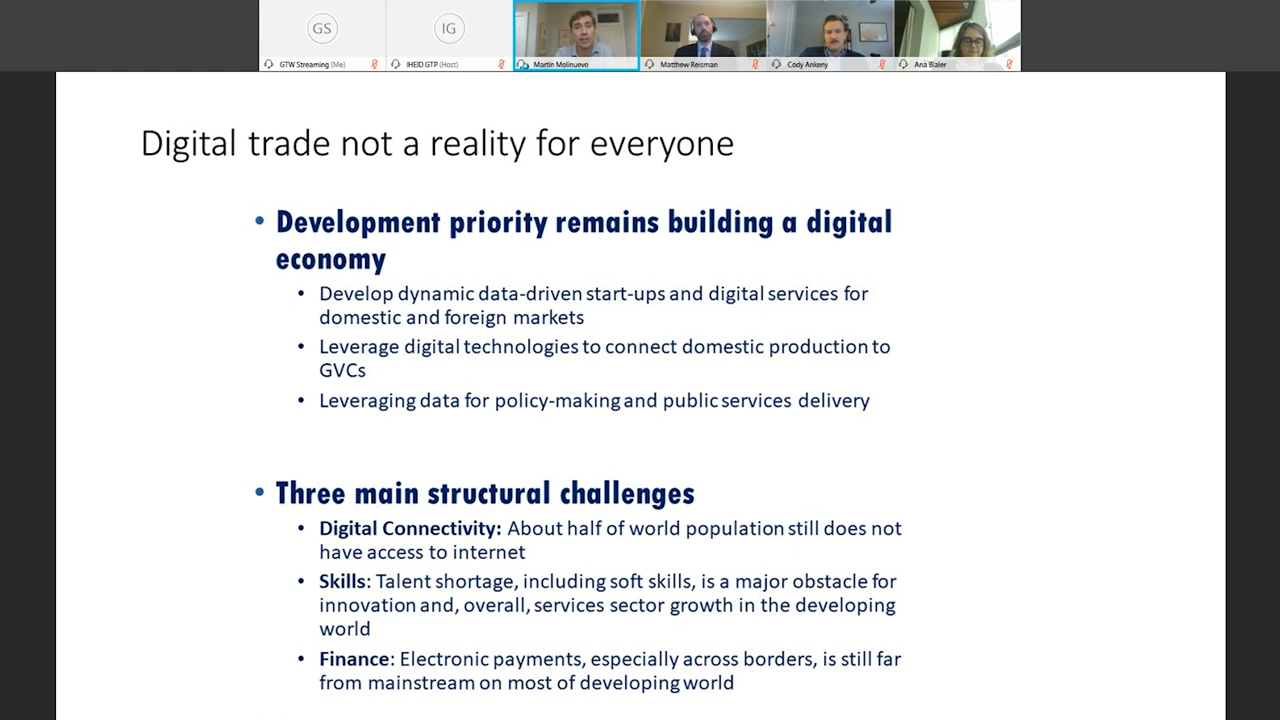 GS
IG
GTW Streaming (Me)
IHEID GTP (Host)
Martin Molinuevo
Matthew Reisman
Cody Ankeny
Ana Bialer
Digital trade not a reality for everyone
• Development priority remains building a digital
economy
• Develop dynamic data-driven start-ups and digital services for
domestic and foreign markets
• Leverage digital technologies to connect domestic production to
GVCs
• Leveraging data for policy-making and public services delivery
• Three main structural challenges
• Digital Connectivity: About half of world population still does not
have access to internet
• Skills: Talent shortage, including soft skills, is a major obstacle for
innovation and, overall, services sector growth in the developing
world
• Finance: Electronic payments, especially across borders, is still far
from mainstream on most of developing world